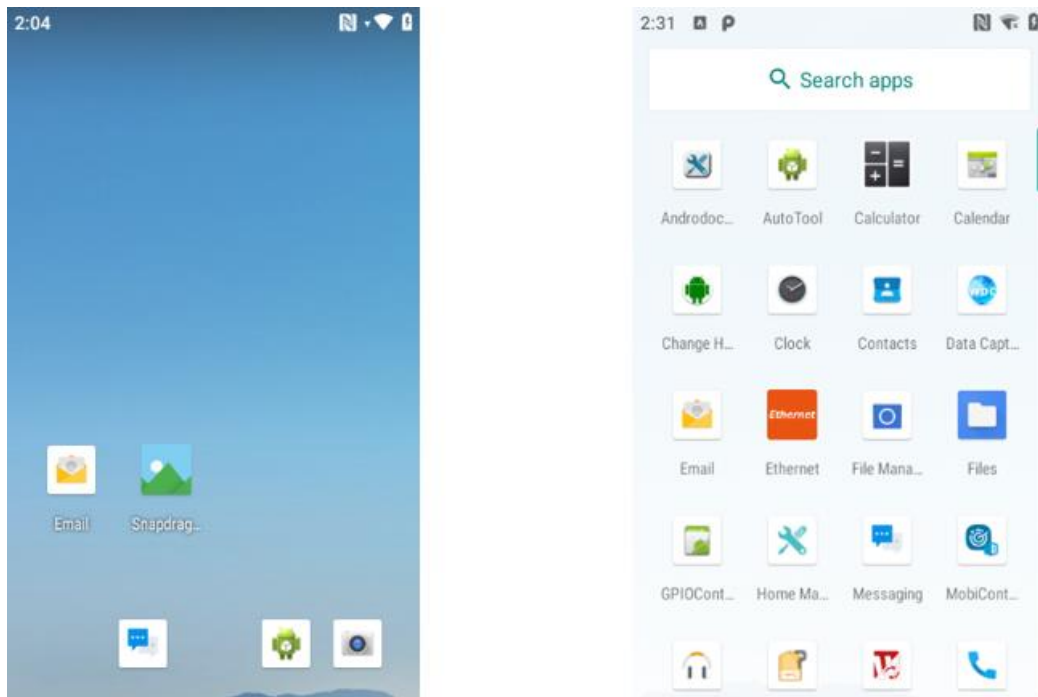 2:04
Email
Snapdrag...
2:31
Search apps
Androdoc...
AutoTool
Calculator
Calendar
Change H...
Clock
Contacts
WDC
Data Capt...
Email
Ethernet
Ethernet
File Mana...
Files
GPIOCont...
Home Ma...
Messaging
MobiCont...